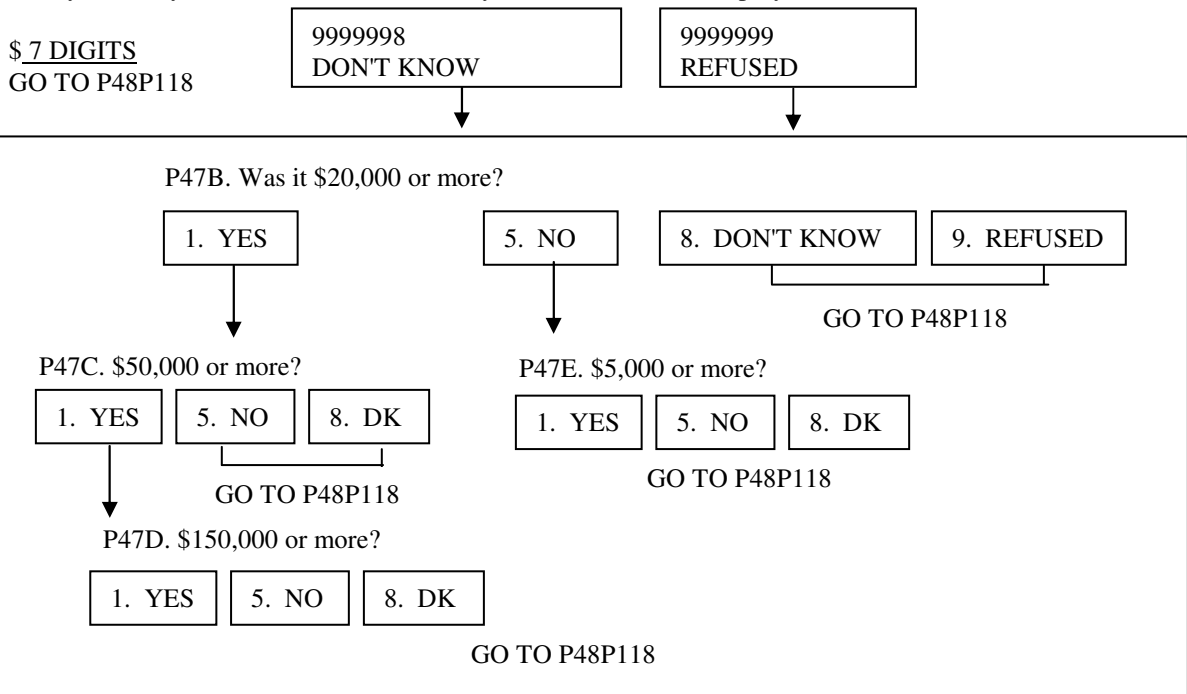 $ 7 DIGITS
GO TO P48P118
9999998
DON'T KNOW
9999999
REFUSED
P47B. Was it $20,000 or more?
1. YES
5. NO
8. DON'T KNOW
9. REFUSED
GO TO P48P118
P47C. $50,000 or more?
1. YES
5. NO
8. DK
GO TO P48P118
P47E. $5,000 or more?
1. YES
5. NO
8. DK
GO TO P48P118
P47D. $150,000 or more?
1. YES
5. NO
8. DK
GO TO P48P118